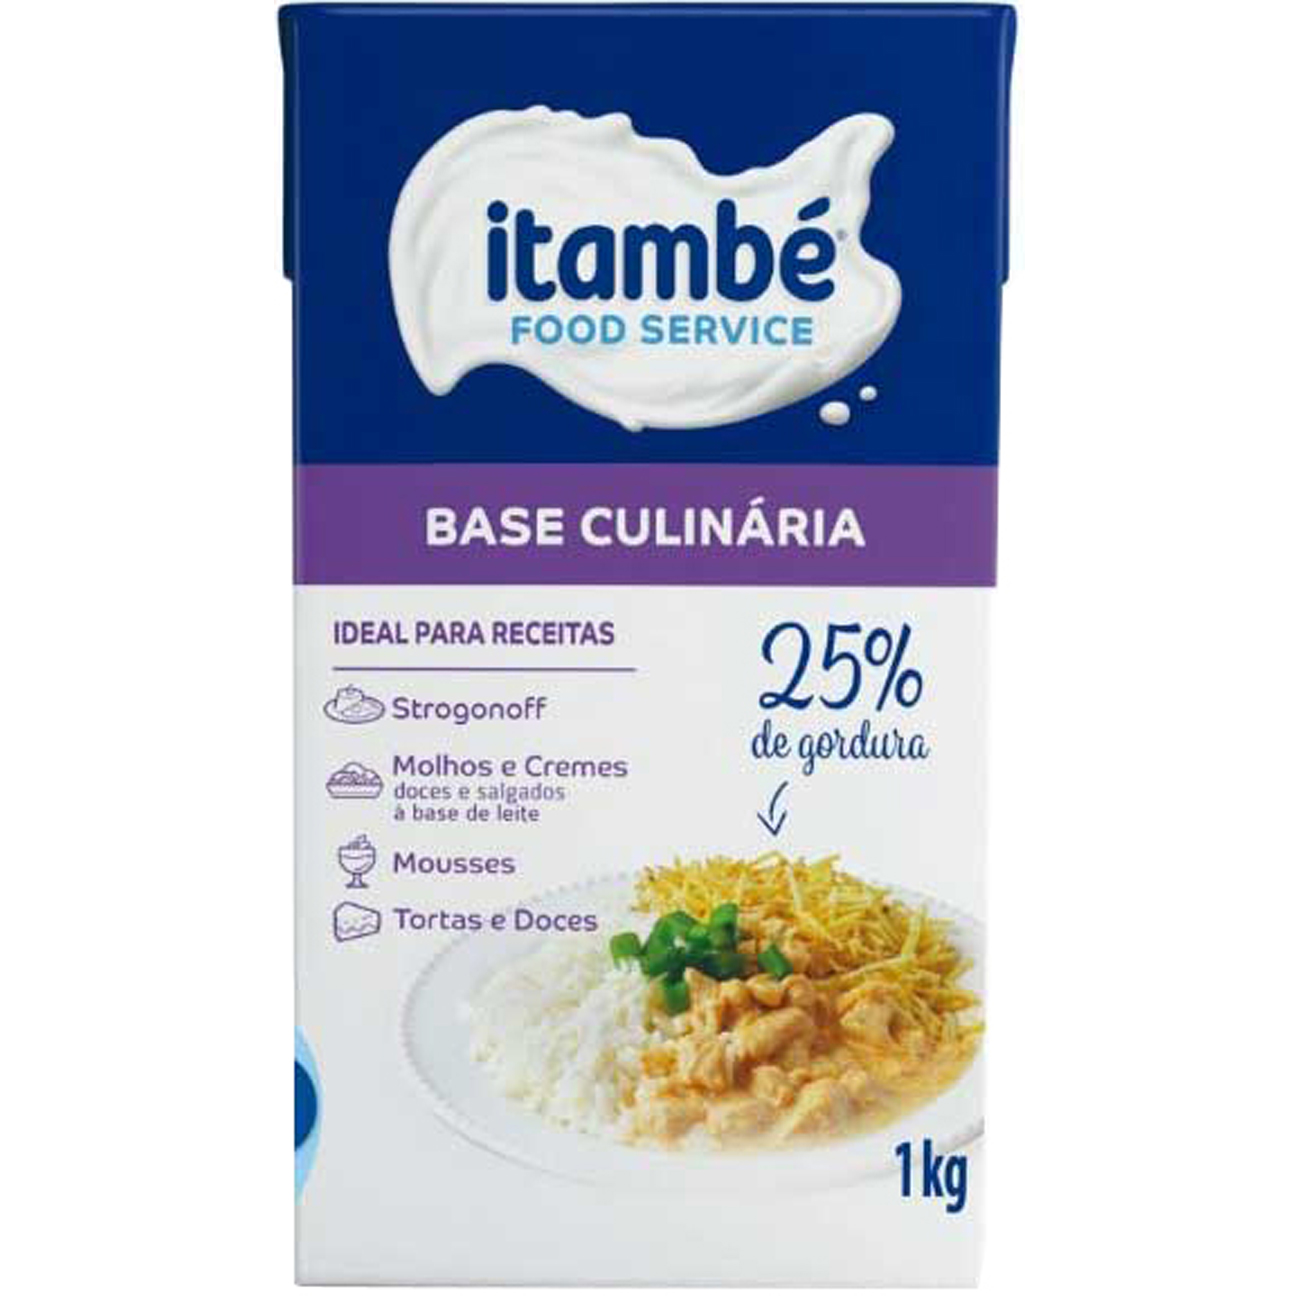 itambé®
FOOD SERVICE
BASE CULINÁRIA
IDEAL PARA RECEITAS
Strogonoff
Molhos e Cremes
doces e salgados
à base de leite
Mousses
Tortas e Doces
25%
de gordura
1kg